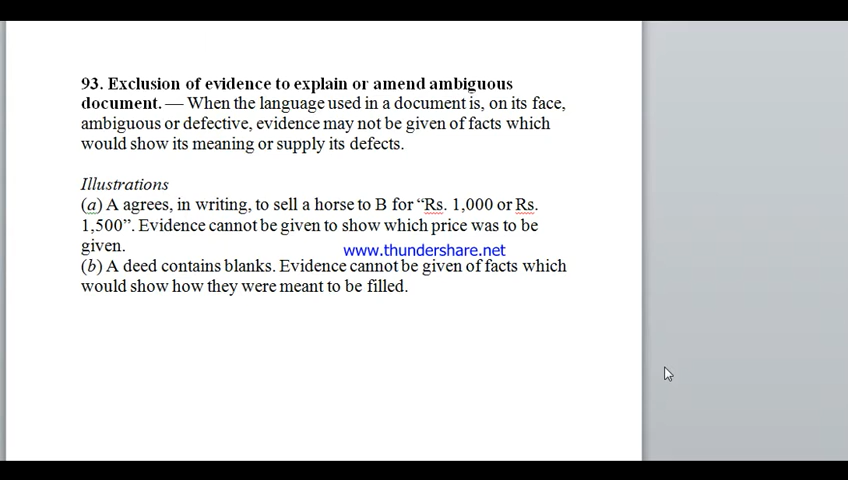 93. Exclusion of evidence to explain or amend ambiguous
document. — When the language used in a document is, on its face,
ambiguous or defective, evidence may not be given of facts which
would show its meaning or supply its defects.
Illustrations
(a) A agrees, in writing, to sell a horse to B for “Rs. 1,000 or Rs.
1,500”. Evidence cannot be given to show which price was to be
given.
www.thundershare.net
(b) A deed contains blanks. Evidence cannot be given of facts which
would show how they were meant to be filled.